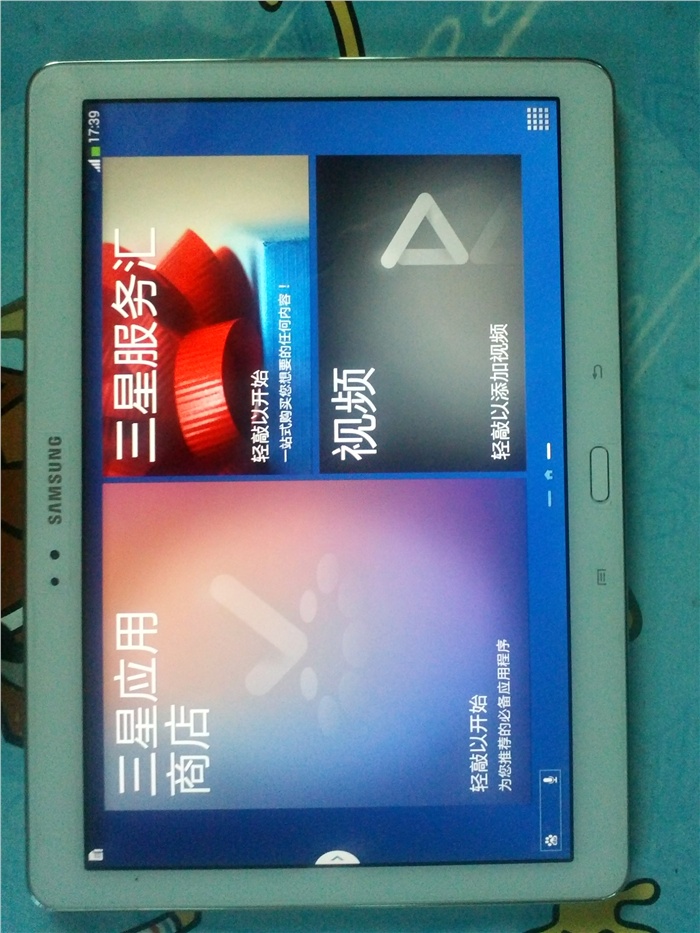 SAMSUNG
17:39
三星应用
商店
轻敲以开始
为您推荐的必备应用程序
三星服务汇
轻敲以开始
一站式购买您想要的任何内容！
视频
轻敲以添加视频